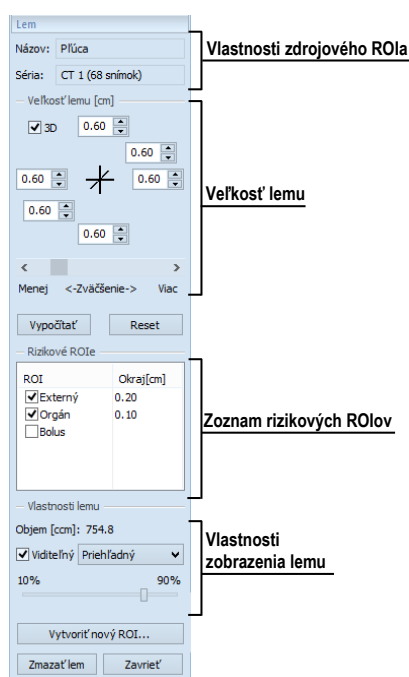 Lem
Názov: Pľúca
Vlastnosti zdrojového ROIa
Séria: CT 1 (68 snímok)
Veľkosť lemu [cm]
3D 0.60
0.60
0.60 0.60
Veľkosť lemu
0.60
0.60
Menej <-Zväčšenie-> Viac
Vypočítať Reset
Rizikové ROIe
ROI Okraj[cm]
Externý 0.20
Orgán 0.10
Bolus
Zoznam rizikových ROIov
Vlastnosti lemu
Objem [ccm]: 754.8
Viditeľný Priehľadný
Vlastnosti
zobrazenia lemu
10% 90%
Vytvoriť nový ROI...
Zmazať lem Zavrieť